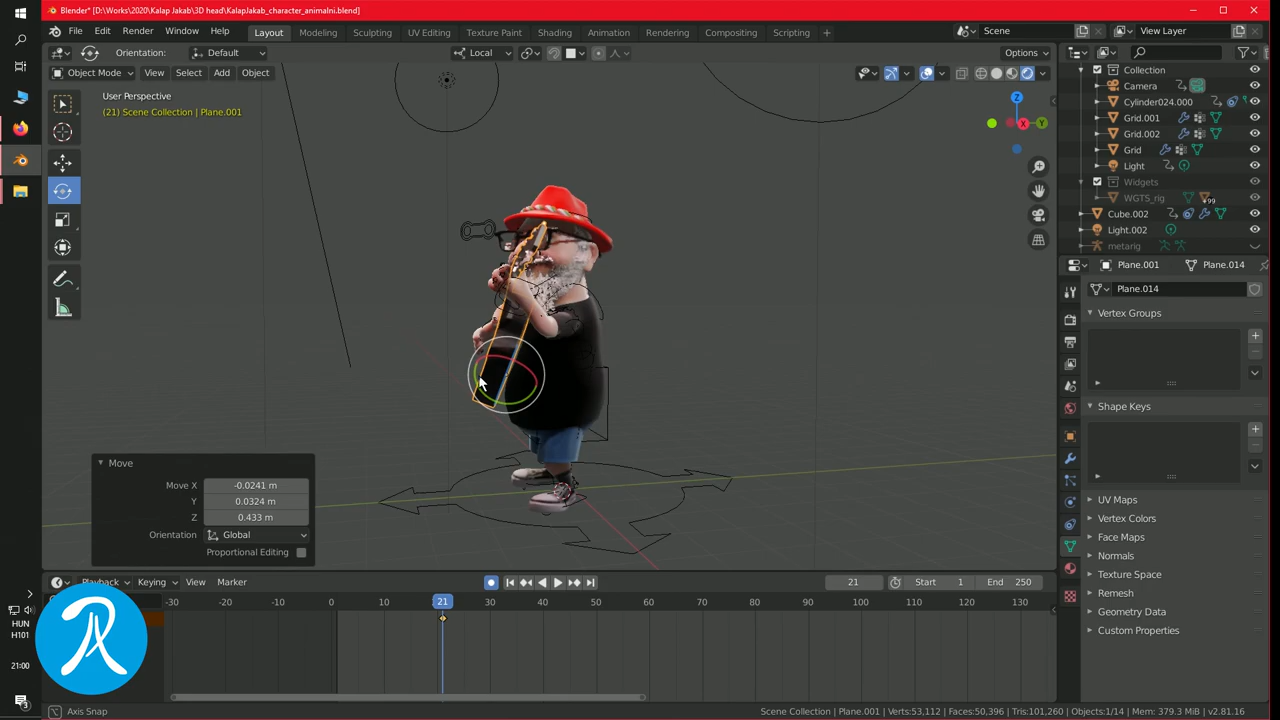 Blender* [D:\Works\2020\Kalap Jakab\3D head\KalapJakab_character_animalni.blend]
File Edit Render Window Help Layout Modeling Sculpting UV Editing Texture Paint Shading Animation Rendering Compositing Scripting + Scene View Layer
Orientation: Default Local Options
Object Mode View Select Add Object
User Perspective
(21) Scene Collection | Plane.001
Z
X
Y
Collection
Camera
Cylinder024.000
Grid.001
Grid.002
Grid
Light
Widgets
WGTS_rig 99
Cube.002
Light.002
metarig
Plane.001 Plane.014
Plane.014
Vertex Groups
Shape Keys
UV Maps
Vertex Colors
Face Maps
Normals
Texture Space
Remesh
Geometry Data
Custom Properties
Move
Move X -0.0241 m
Y 0.0324 m
Z 0.433 m
Orientation Global
Proportional Editing
Playback Keying View Marker 21 Start 1 End 250
-30 -20 -10 0 10 21 30 40 50 60 70 80 90 100 110 120 130
HUN
H101
21:00
3
Axis Snap
Scene Collection | Plane.001 | Verts:53,112 | Faces:50,396 | Tris:101,260 | Objects:1/14 | Mem: 379.3 MiB | v2.81.16